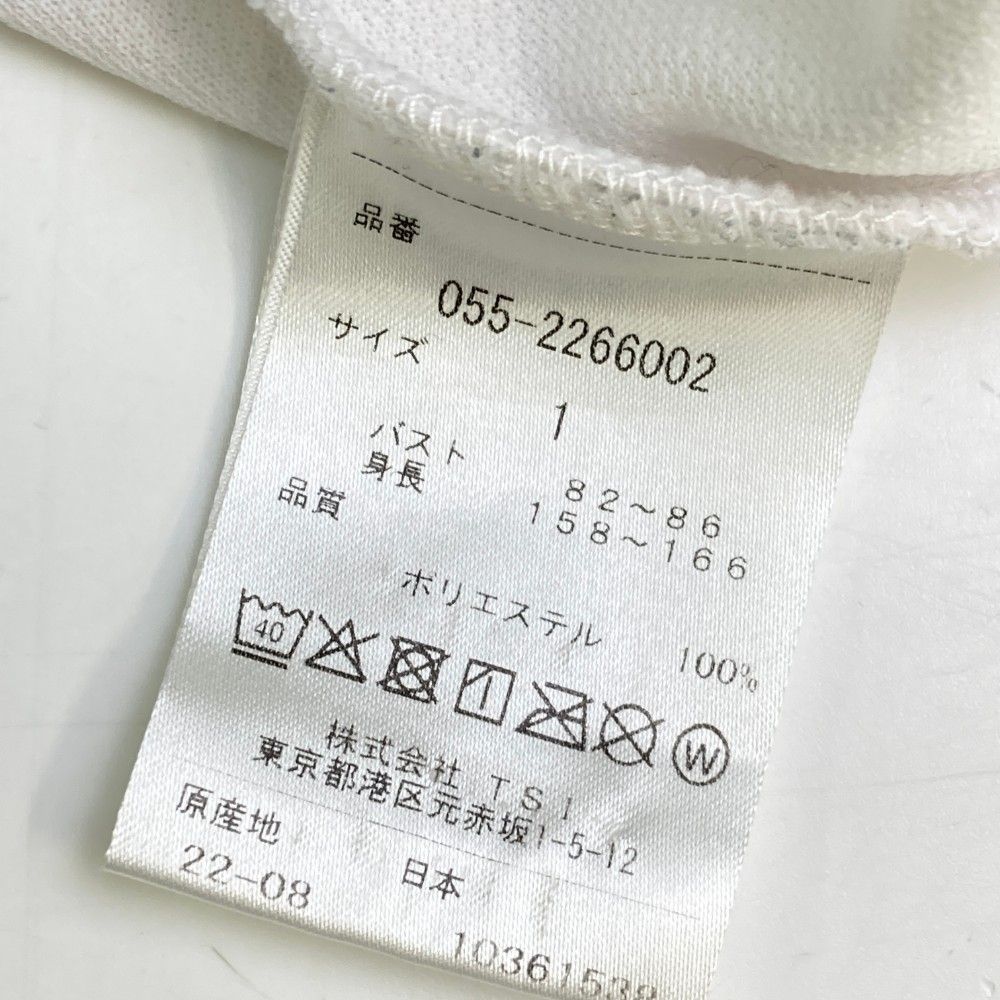 品番
055-2266002
サイズ
1
バスト 82～86
身長 158～166
品質
ポリエステル 100%
40
W
株式会社 TSI
東京都港区元赤坂1-5-12
原産地 日本
22-08